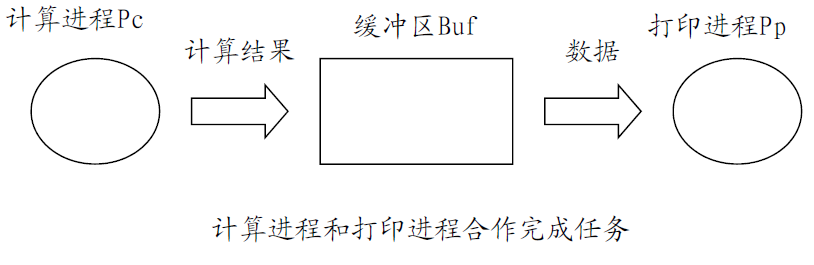 计算进程Pc
计算结果
缓冲区Buf
数据
打印进程Pp
计算进程和打印进程合作完成任务